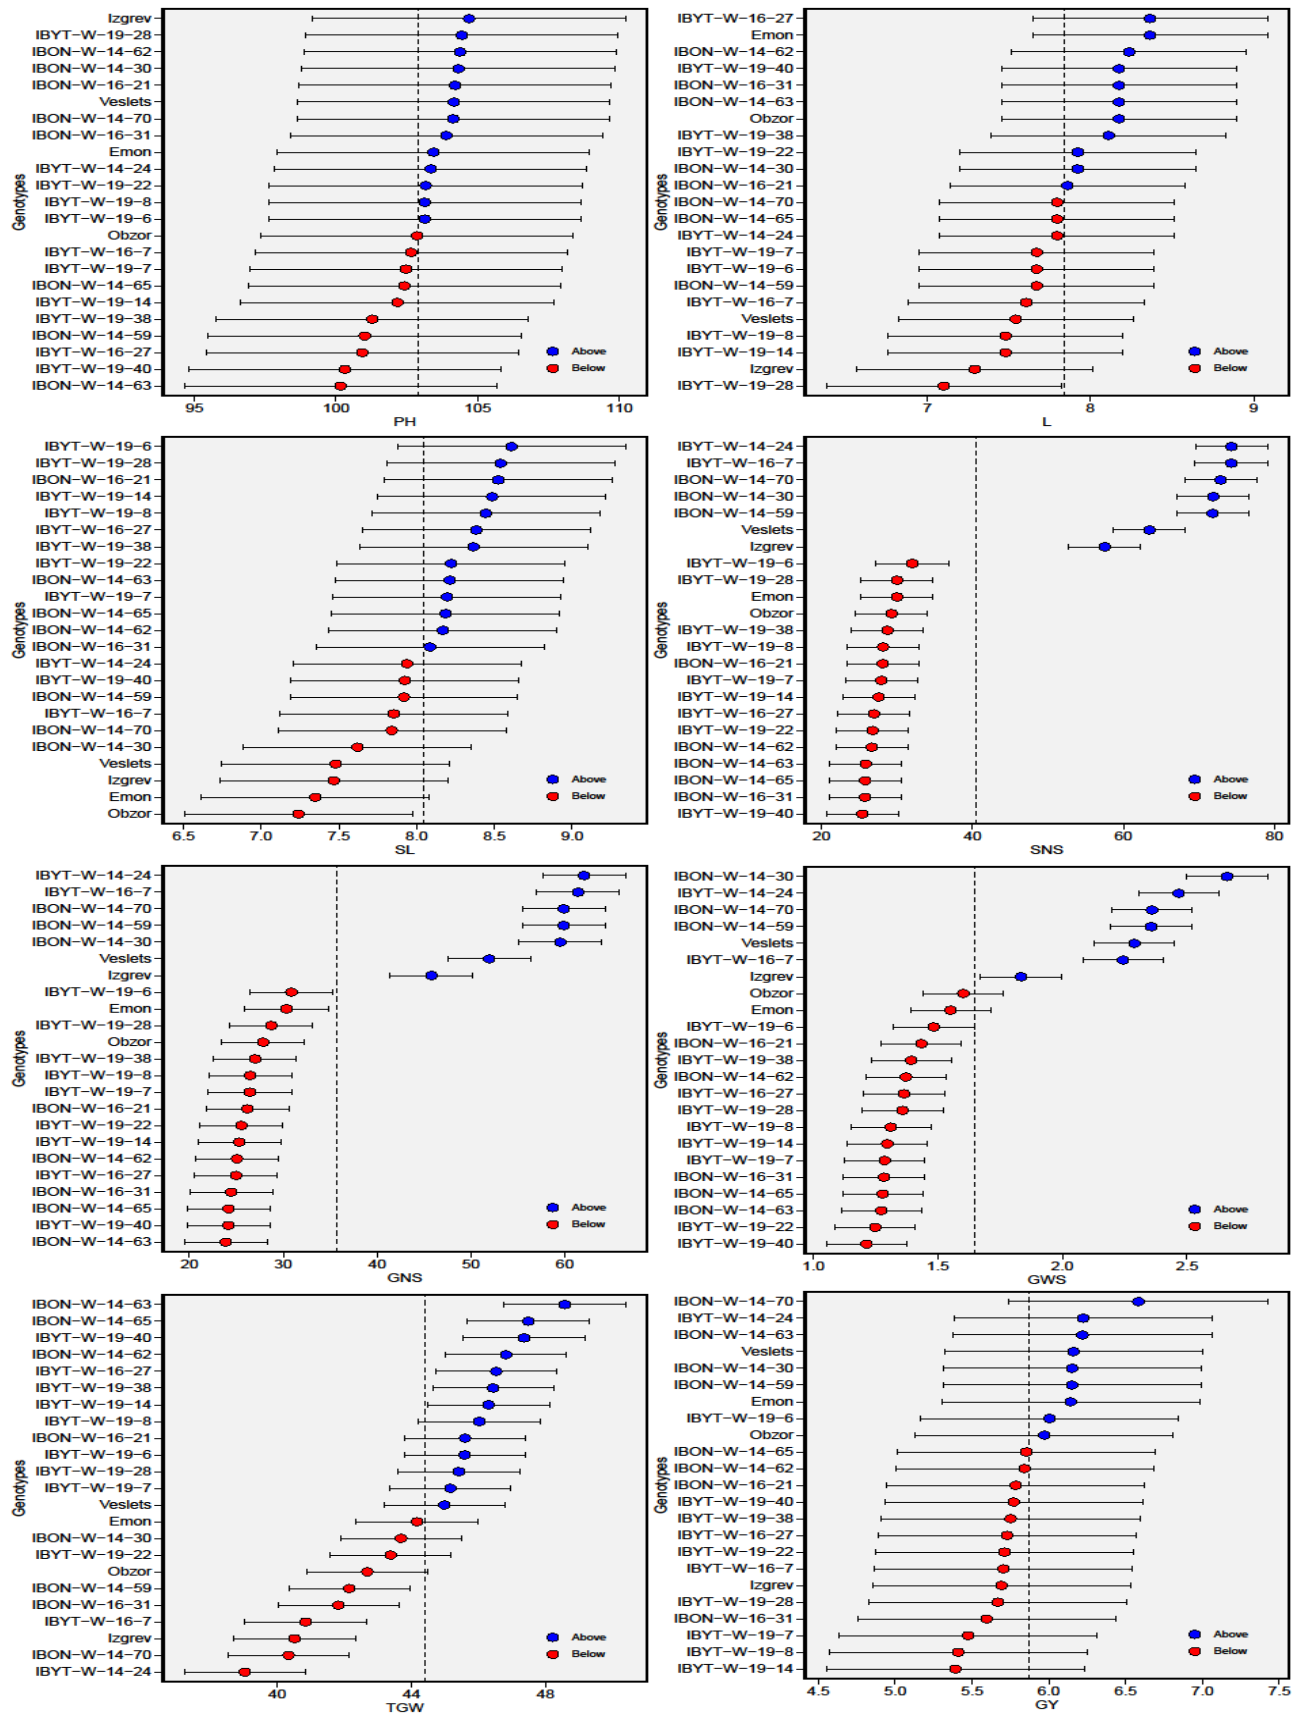 Genotypes
Izgrev
IBYT-W-19-28
IBON-W-14-62
IBON-W-14-30
IBON-W-16-21
Veslets
IBON-W-14-70
IBON-W-16-31
Emon
IBYT-W-14-24
IBYT-W-19-22
IBYT-W-19-8
IBYT-W-19-6
Obzor
IBYT-W-16-7
IBYT-W-19-7
IBON-W-14-65
IBYT-W-19-14
IBYT-W-19-38
IBON-W-14-59
IBYT-W-16-27
IBYT-W-19-40
IBON-W-14-63
Above
Below
95 100 105 110
PH
Genotypes
IBYT-W-16-27
Emon
IBON-W-14-62
IBYT-W-19-40
IBON-W-16-31
IBON-W-14-63
Obzor
IBYT-W-19-38
IBYT-W-19-22
IBON-W-14-30
IBON-W-16-21
IBON-W-14-70
IBON-W-14-65
IBYT-W-14-24
IBYT-W-19-7
IBYT-W-19-6
IBON-W-14-59
IBYT-W-16-7
Veslets
IBYT-W-19-8
IBYT-W-19-14
Izgrev
IBYT-W-19-28
Above
Below
7 8 9
L
Genotypes
IBYT-W-19-6
IBYT-W-19-28
IBON-W-16-21
IBYT-W-19-14
IBYT-W-19-8
IBYT-W-16-27
IBYT-W-19-38
IBYT-W-19-22
IBON-W-14-63
IBYT-W-19-7
IBON-W-14-65
IBON-W-14-62
IBON-W-16-31
IBYT-W-14-24
IBYT-W-19-40
IBON-W-14-59
IBYT-W-16-7
IBON-W-14-70
IBON-W-14-30
Veslets
Izgrev
Emon
Obzor
Above
Below
6.5 7.0 7.5 8.0 8.5 9.0
SL
Genotypes
IBYT-W-14-24
IBYT-W-16-7
IBON-W-14-70
IBON-W-14-30
IBON-W-14-59
Veslets
Izgrev
IBYT-W-19-6
IBYT-W-19-28
Emon
Obzor
IBYT-W-19-38
IBYT-W-19-8
IBON-W-16-21
IBYT-W-19-7
IBYT-W-19-14
IBYT-W-16-27
IBYT-W-19-22
IBON-W-14-62
IBON-W-14-63
IBON-W-14-65
IBON-W-16-31
IBYT-W-19-40
Above
Below
20 40 60 80
SNS
Genotypes
IBYT-W-14-24
IBYT-W-16-7
IBON-W-14-70
IBON-W-14-59
IBON-W-14-30
Veslets
Izgrev
IBYT-W-19-6
Emon
IBYT-W-19-28
Obzor
IBYT-W-19-38
IBYT-W-19-8
IBYT-W-19-7
IBON-W-16-21
IBYT-W-19-22
IBYT-W-19-14
IBON-W-14-62
IBYT-W-16-27
IBON-W-16-31
IBON-W-14-65
IBYT-W-19-40
IBON-W-14-63
Above
Below
20 30 40 50 60
GNS
Genotypes
IBON-W-14-30
IBYT-W-14-24
IBON-W-14-70
IBON-W-14-59
Veslets
IBYT-W-16-7
Izgrev
Obzor
Emon
IBYT-W-19-6
IBON-W-16-21
IBYT-W-19-38
IBON-W-14-62
IBYT-W-16-27
IBYT-W-19-28
IBYT-W-19-8
IBYT-W-19-14
IBYT-W-19-7
IBON-W-16-31
IBON-W-14-65
IBON-W-14-63
IBYT-W-19-22
IBYT-W-19-40
Above
Below
1.0 1.5 2.0 2.5
GWS
Genotypes
IBON-W-14-63
IBON-W-14-65
IBYT-W-19-40
IBON-W-14-62
IBYT-W-16-27
IBYT-W-19-38
IBYT-W-19-14
IBYT-W-19-8
IBON-W-16-21
IBYT-W-19-6
IBYT-W-19-28
IBYT-W-19-7
Veslets
Emon
IBON-W-14-30
IBYT-W-19-22
Obzor
IBON-W-14-59
IBON-W-16-31
IBYT-W-16-7
Izgrev
IBON-W-14-70
IBYT-W-14-24
Above
Below
40 44 48
TGW
Genotypes
IBON-W-14-70
IBYT-W-14-24
IBON-W-14-63
Veslets
IBON-W-14-30
IBON-W-14-59
Emon
IBYT-W-19-6
Obzor
IBON-W-14-65
IBON-W-14-62
IBON-W-16-21
IBYT-W-19-40
IBYT-W-19-38
IBYT-W-16-27
IBYT-W-19-22
IBYT-W-16-7
Izgrev
IBYT-W-19-28
IBON-W-16-31
IBYT-W-19-7
IBYT-W-19-8
IBYT-W-19-14
Above
Below
4.5 5.0 5.5 6.0 6.5 7.0 7.5
GY